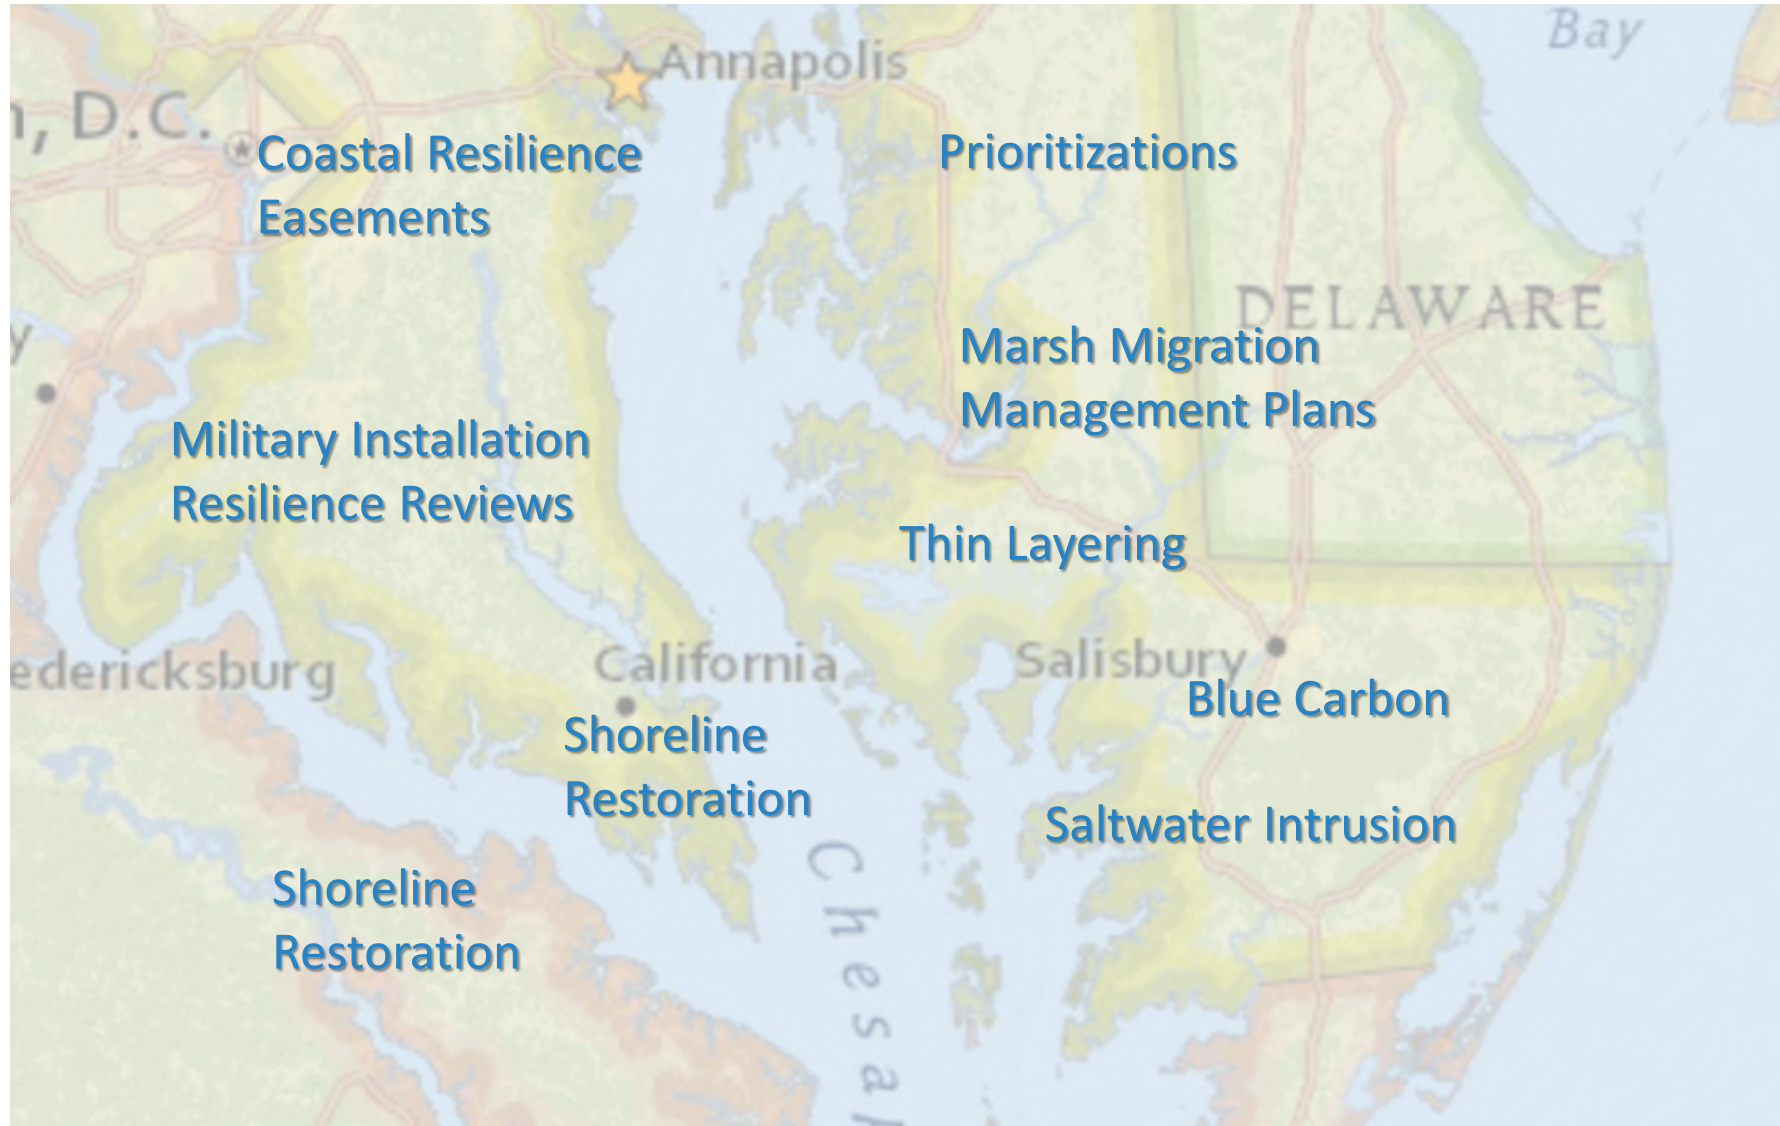 Bay
Annapolis
n, D.C.
Coastal Resilience
Easements
Prioritizations
DELAWARE
y
Marsh Migration
Management Plans
Military Installation
Resilience Reviews
Thin Layering
edericksburg
California
Salisbury
Blue Carbon
Shoreline
Restoration
Saltwater Intrusion
Shoreline
Restoration
Chesap